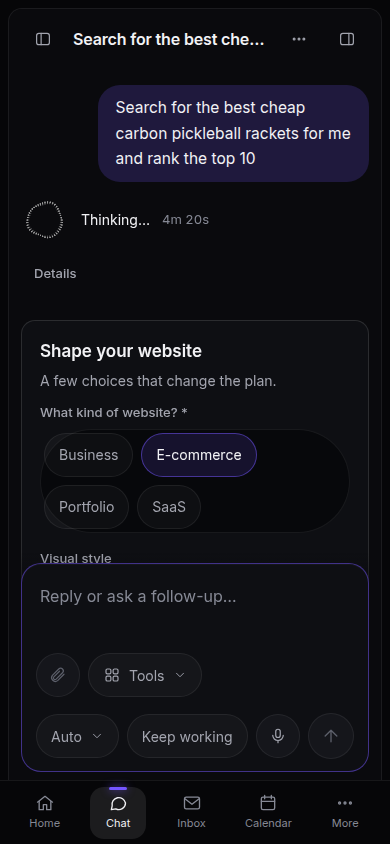 Search for the best che...
Search for the best cheap
carbon pickleball rackets for me
and rank the top 10
Thinking... 4m 20s
Details
Shape your website
A few choices that change the plan.
What kind of website? *
Business E-commerce
Portfolio SaaS
Visual style
Reply or ask a follow-up...
Tools
Auto Keep working
Home Chat Inbox Calendar More